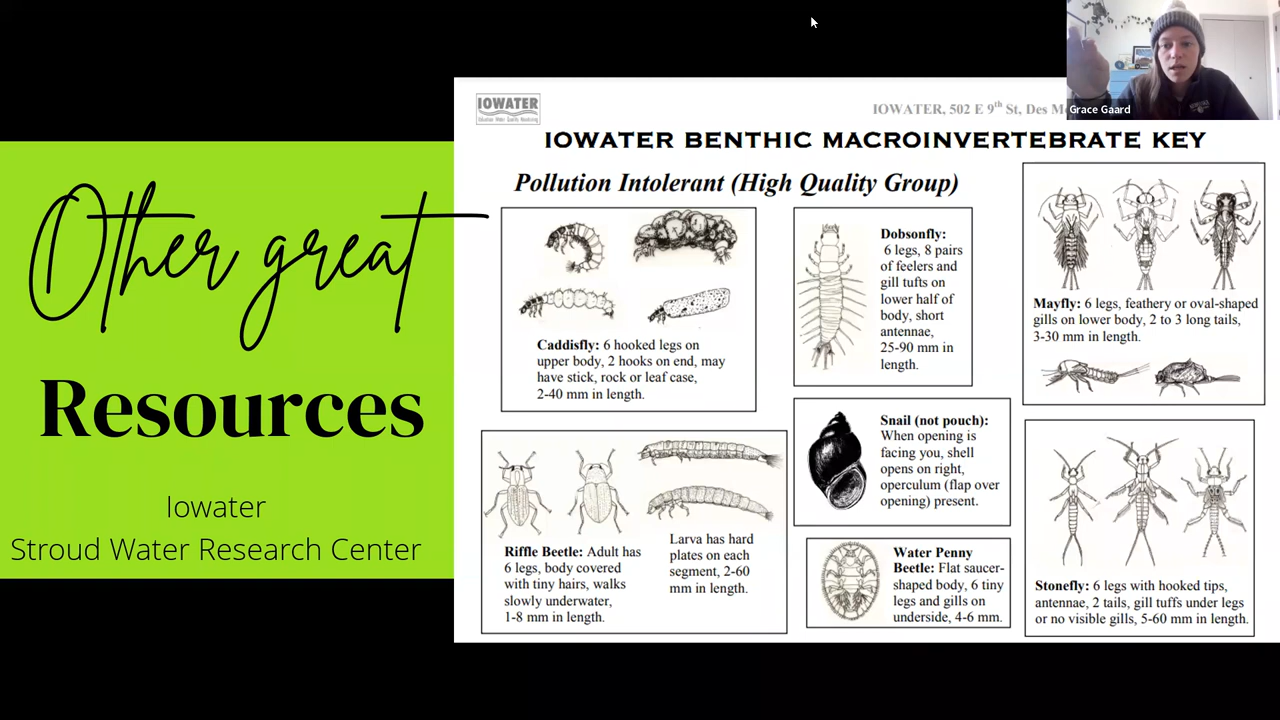 Other great
Resources
Iowater
Stroud Water Research Center
IOWATER
IOWATER, 502 E 9th St, Des
Grace Gaard
IOWATER BENTHIC MACROINVERTEBRATE KEY
Pollution Intolerant (High Quality Group)
Caddisfly: 6 hooked legs on
upper body, 2 hooks on end, may
have stick, rock or leaf case,
2-40 mm in length.
Dobsonfly:
6 legs, 8 pairs
of feelers and
gill tufts on
lower half of
body, short
antennae,
25-90 mm in
length.
Mayfly: 6 legs, feathery or oval-shaped
gills on lower body, 2 to 3 long tails,
3-30 mm in length.
Riffle Beetle: Adult has
6 legs, body covered
with tiny hairs, walks
slowly underwater,
1-8 mm in length.
Larva has hard
plates on each
segment, 2-60
mm in length.
Snail (not pouch):
When opening is
facing you, shell
opens on right,
operculum (flap over
opening) present.
Water Penny
Beetle: Flat saucer-
shaped body, 6 tiny
legs and gills on
underside, 4-6 mm.
Stonefly: 6 legs with hooked tips,
antennae, 2 tails, gill tuffs under legs
or no visible gills, 5-60 mm in length.